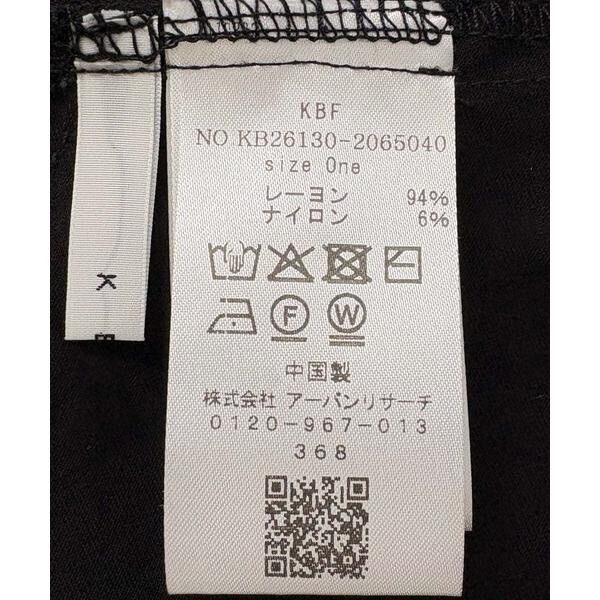 KBF
NO.KB26130-2065040
size One
レーヨン 94%
ナイロン 6%
F W
中国製
株式会社 アーバンリサーチ
0120-967-013
368
K